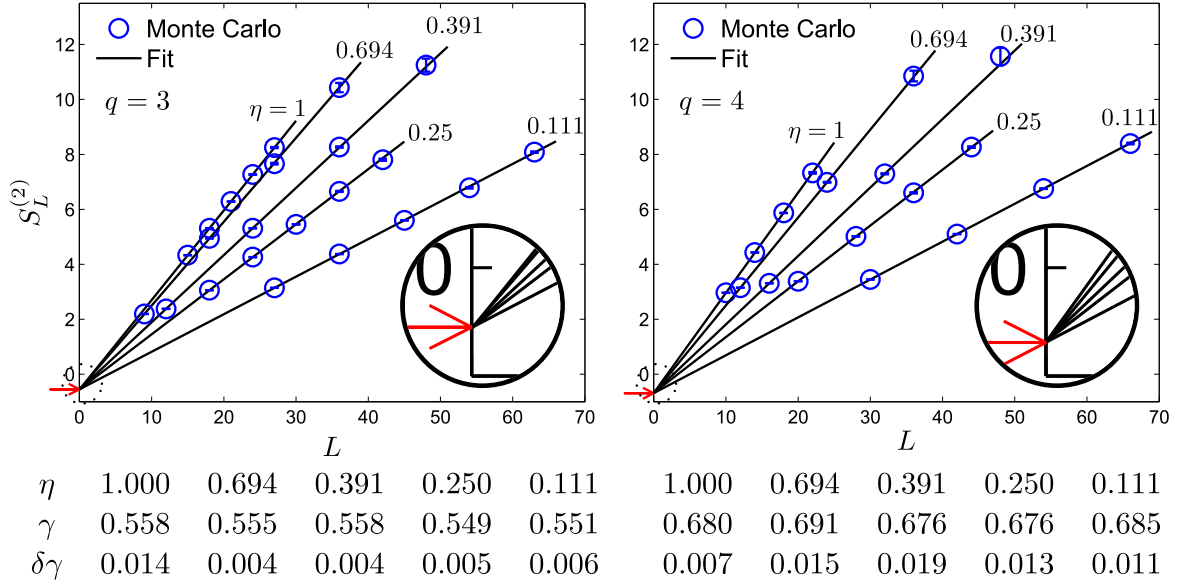 Monte Carlo
Fit
q = 3
η = 1
0.694
0.391
0.25
0.111
S_L^{(2)}
12
10
8
6
4
2
0
0
0 10 20 30 40 50 60 70
L
Monte Carlo
Fit
q = 4
η = 1
0.694
0.391
0.25
0.111
12
10
8
6
4
2
0
0
0 10 20 30 40 50 60 70
L
η 1.000 0.694 0.391 0.250 0.111 1.000 0.694 0.391 0.250 0.111
γ 0.558 0.555 0.558 0.549 0.551 0.680 0.691 0.676 0.676 0.685
δγ 0.014 0.004 0.004 0.005 0.006 0.007 0.015 0.019 0.013 0.011